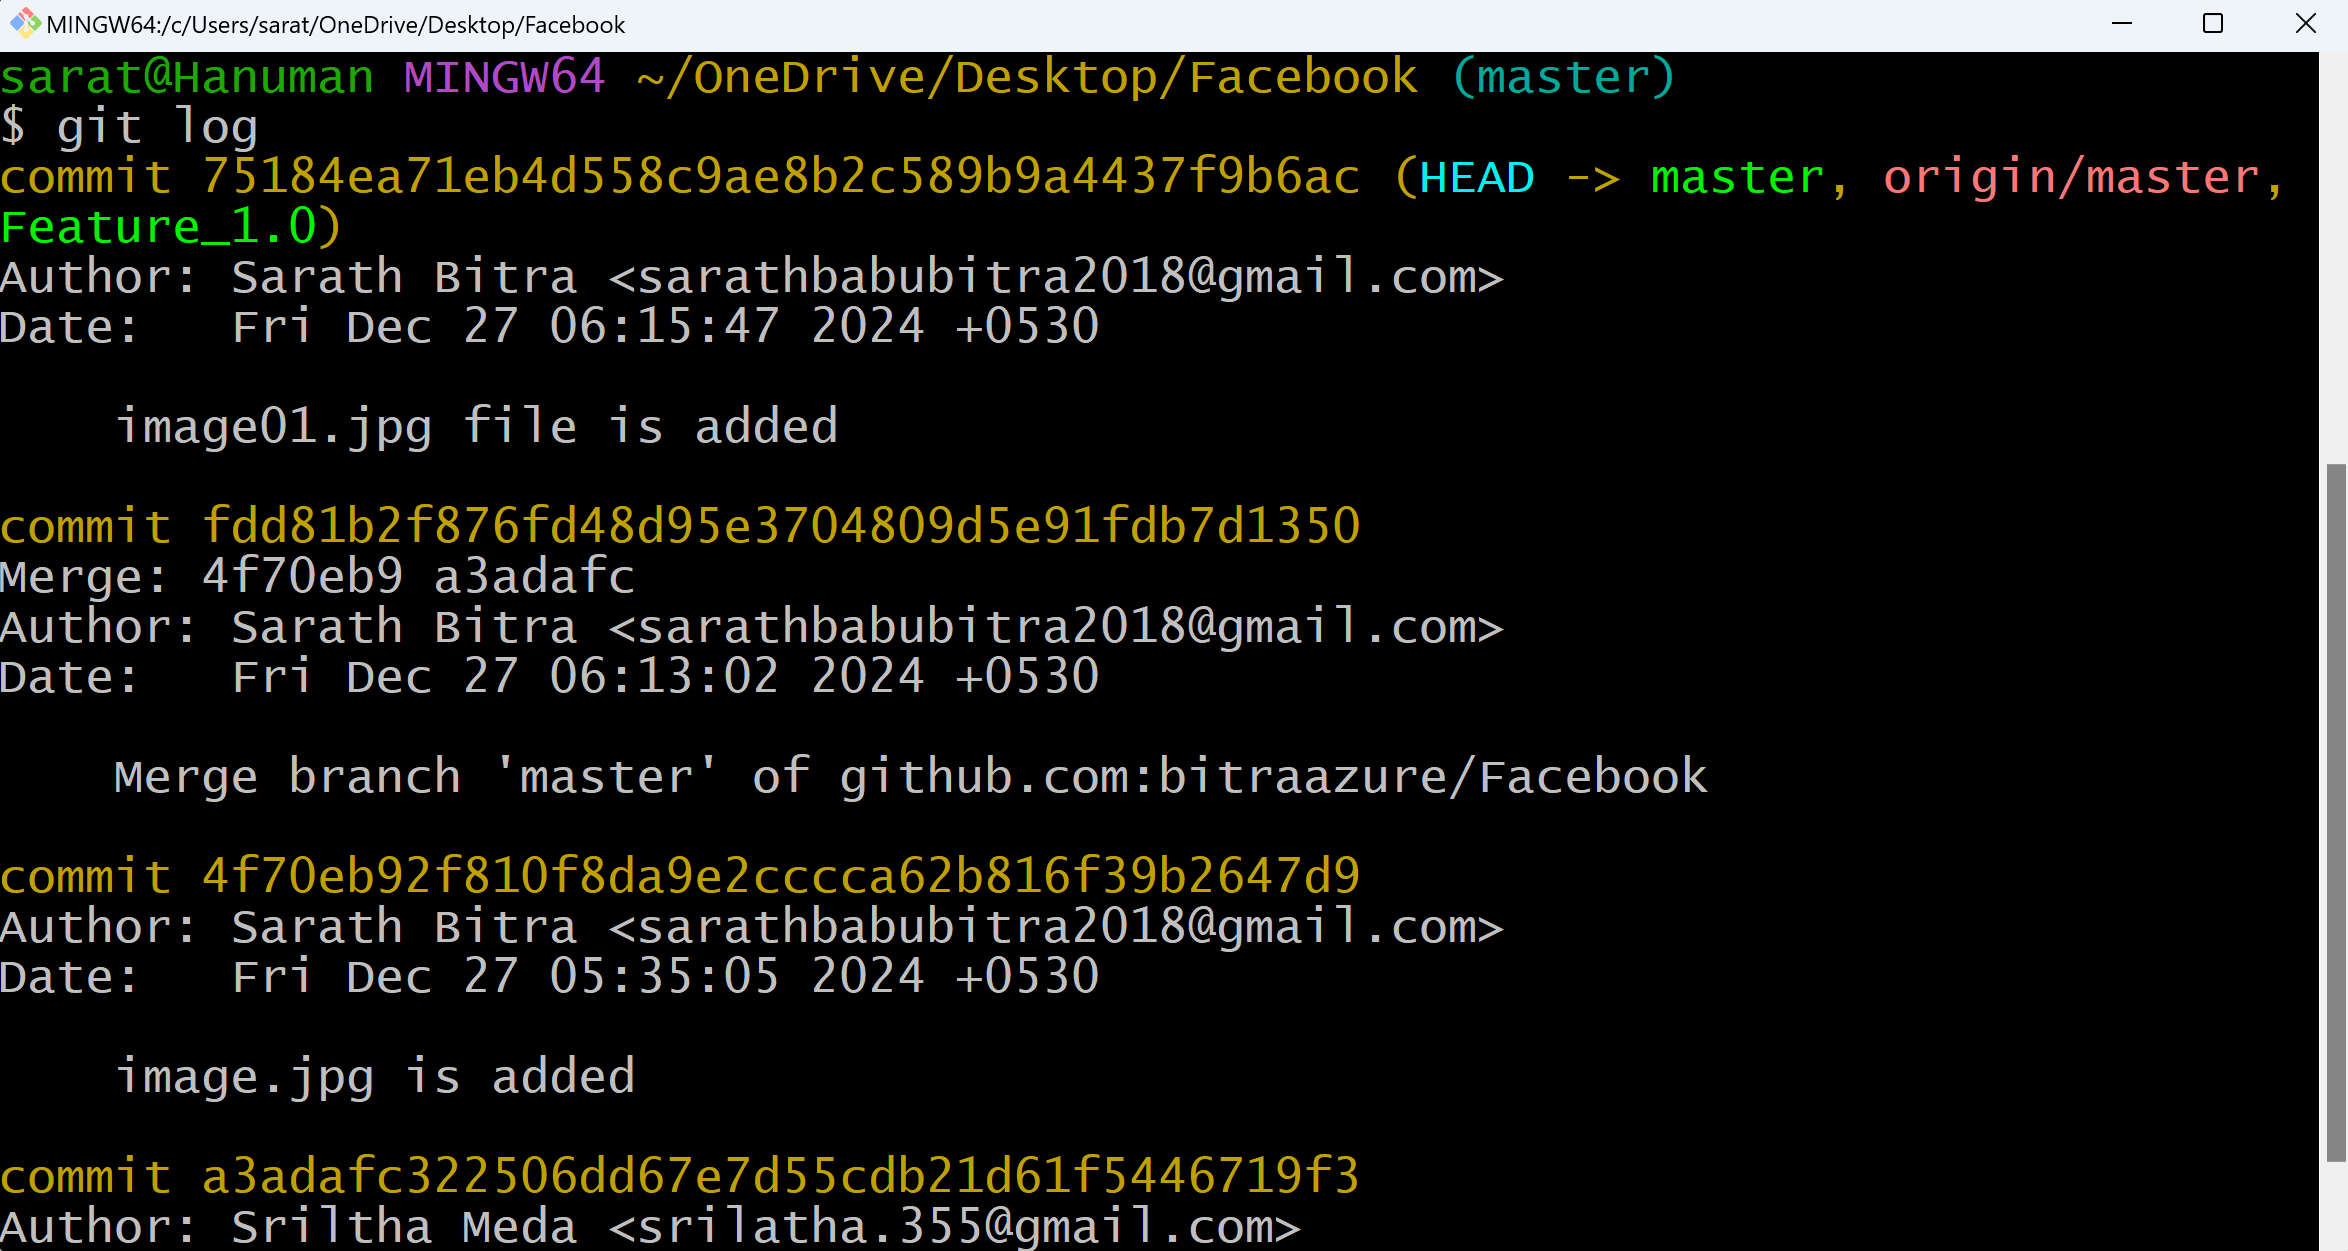 MINGW64:/c/Users/sarat/OneDrive/Desktop/Facebook
sarat@Hanuman MINGW64 ~/OneDrive/Desktop/Facebook (master)
$ git log
commit 75184ea71eb4d558c9ae8b2c589b9a4437f9b6ac (HEAD -> master, origin/master,
Feature_1.0)
Author: Sarath Bitra <sarathbabubitra2018@gmail.com>
Date:   Fri Dec 27 06:15:47 2024 +0530
    image01.jpg file is added
commit fdd81b2f876fd48d95e3704809d5e91fdb7d1350
Merge: 4f70eb9 a3adafc
Author: Sarath Bitra <sarathbabubitra2018@gmail.com>
Date:   Fri Dec 27 06:13:02 2024 +0530
    Merge branch 'master' of github.com:bitraazure/Facebook
commit 4f70eb92f810f8da9e2cccca62b816f39b2647d9
Author: Sarath Bitra <sarathbabubitra2018@gmail.com>
Date:   Fri Dec 27 05:35:05 2024 +0530
    image.jpg is added
commit a3adafc322506dd67e7d55cdb21d61f5446719f3
Author: Sriltha Meda <srilatha.355@gmail.com>